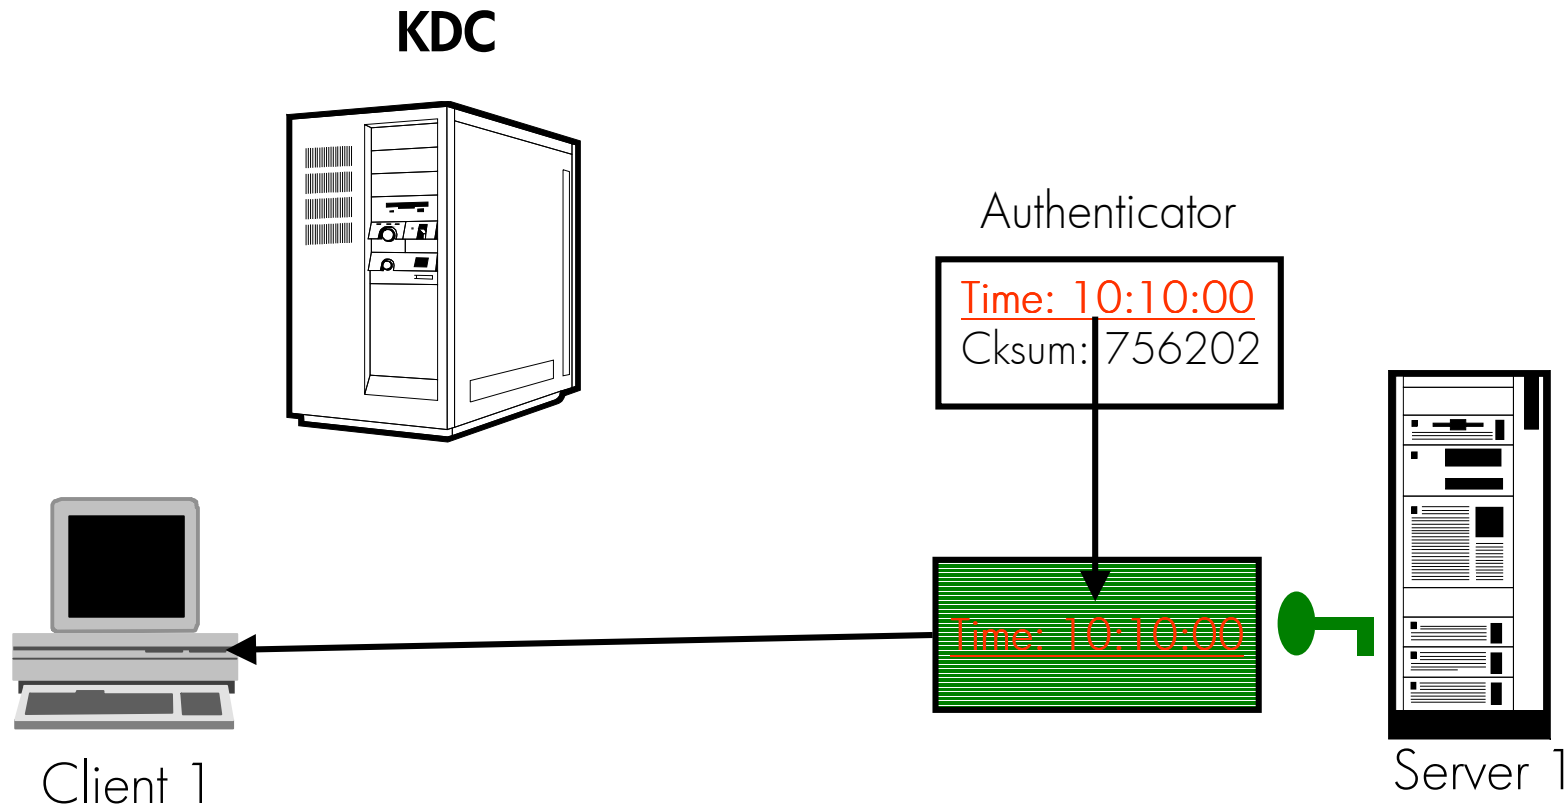 KDC
Authenticator
Time: 10:10:00
Cksum: 756202
Time: 10:10:00
Client 1
Server 1